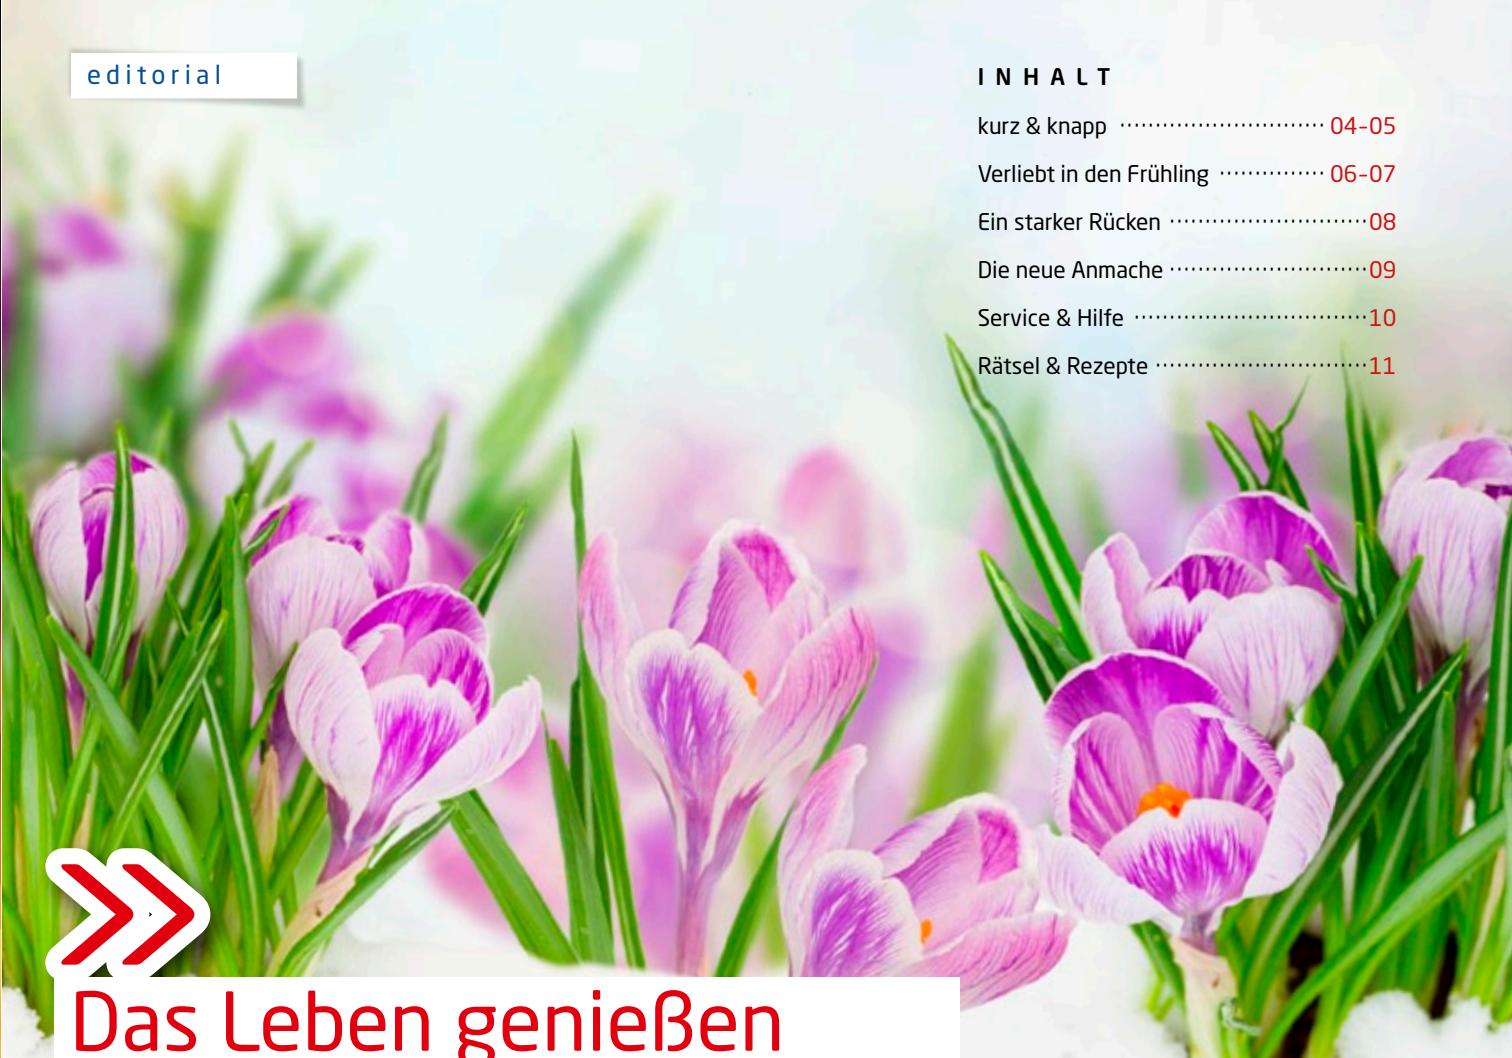 editorial
INHALT
kurz & knapp 04-05
Verliebt in den Frühling 06-07
Ein starker Rücken 08
Die neue Anmache 09
Service & Hilfe 10
Rätsel & Rezepte 11
Das Leben genießen